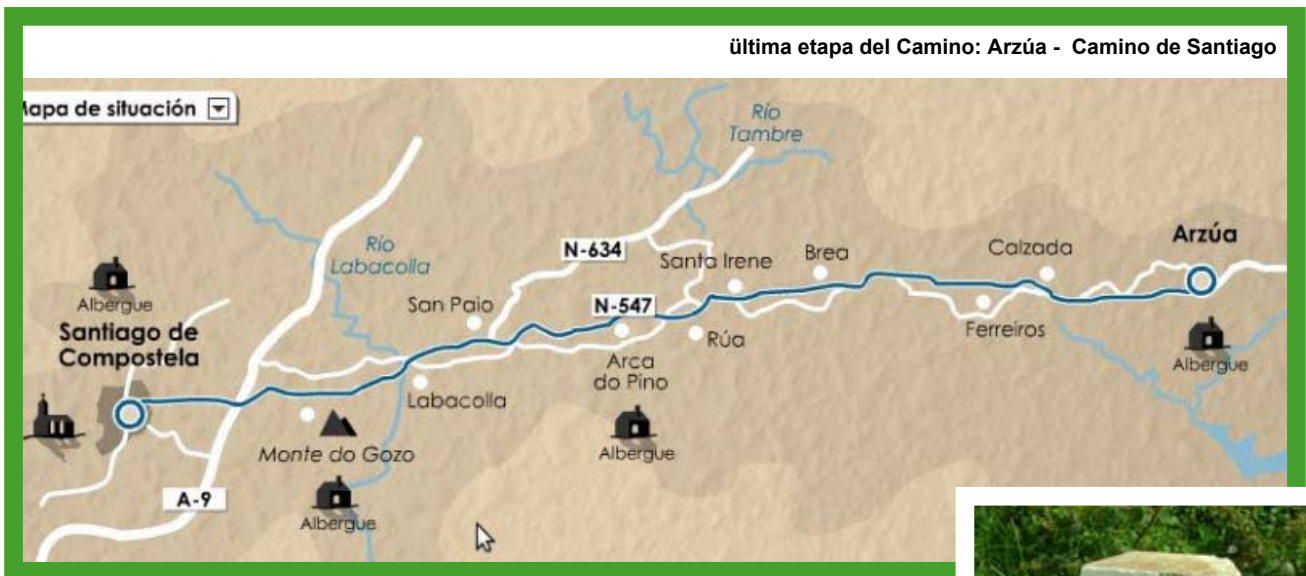 ültima etapa del Camino: Arzúa - Camino de Santiago
Mapa de situación
Río
Tambre
Río
Labacolla
N-634
Santa Irene
Brea
Calzada
Arzúa
Albergue
San Paio
N-547
Santiago de
Compostela
Rúa
Ferreiros
Arca
do Pino
Albergue
Labacolla
Monte do Gozo
Albergue
A-9
Albergue